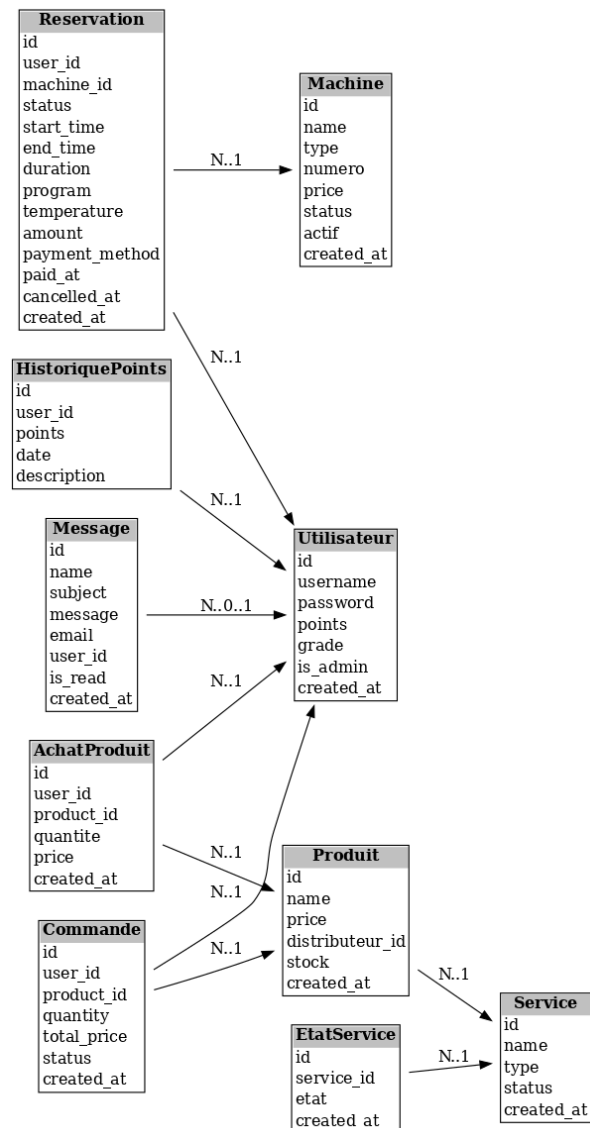 Reservation
id
user_id
machine_id
status
start_time
end_time
duration
program
temperature
amount
payment_method
paid_at
cancelled_at
created_at
N..1
Machine
id
name
type
numero
price
status
actif
created_at
N..1
HistoriquePoints
id
user_id
points
date
description
N..1
Message
id
name
subject
message
email
user_id
is_read
created_at
N..0..1
Utilisateur
id
username
password
points
grade
is_admin
created_at
N..1
AchatProduit
id
user_id
product_id
quantite
price
created_at
N..1
N..1
Produit
id
name
price
distributeur_id
stock
created_at
Commande
id
user_id
product_id
quantity
total_price
status
created_at
N..1
N..1
Service
id
name
type
status
created_at
EtatService
id
service_id
etat
created_at
N..1